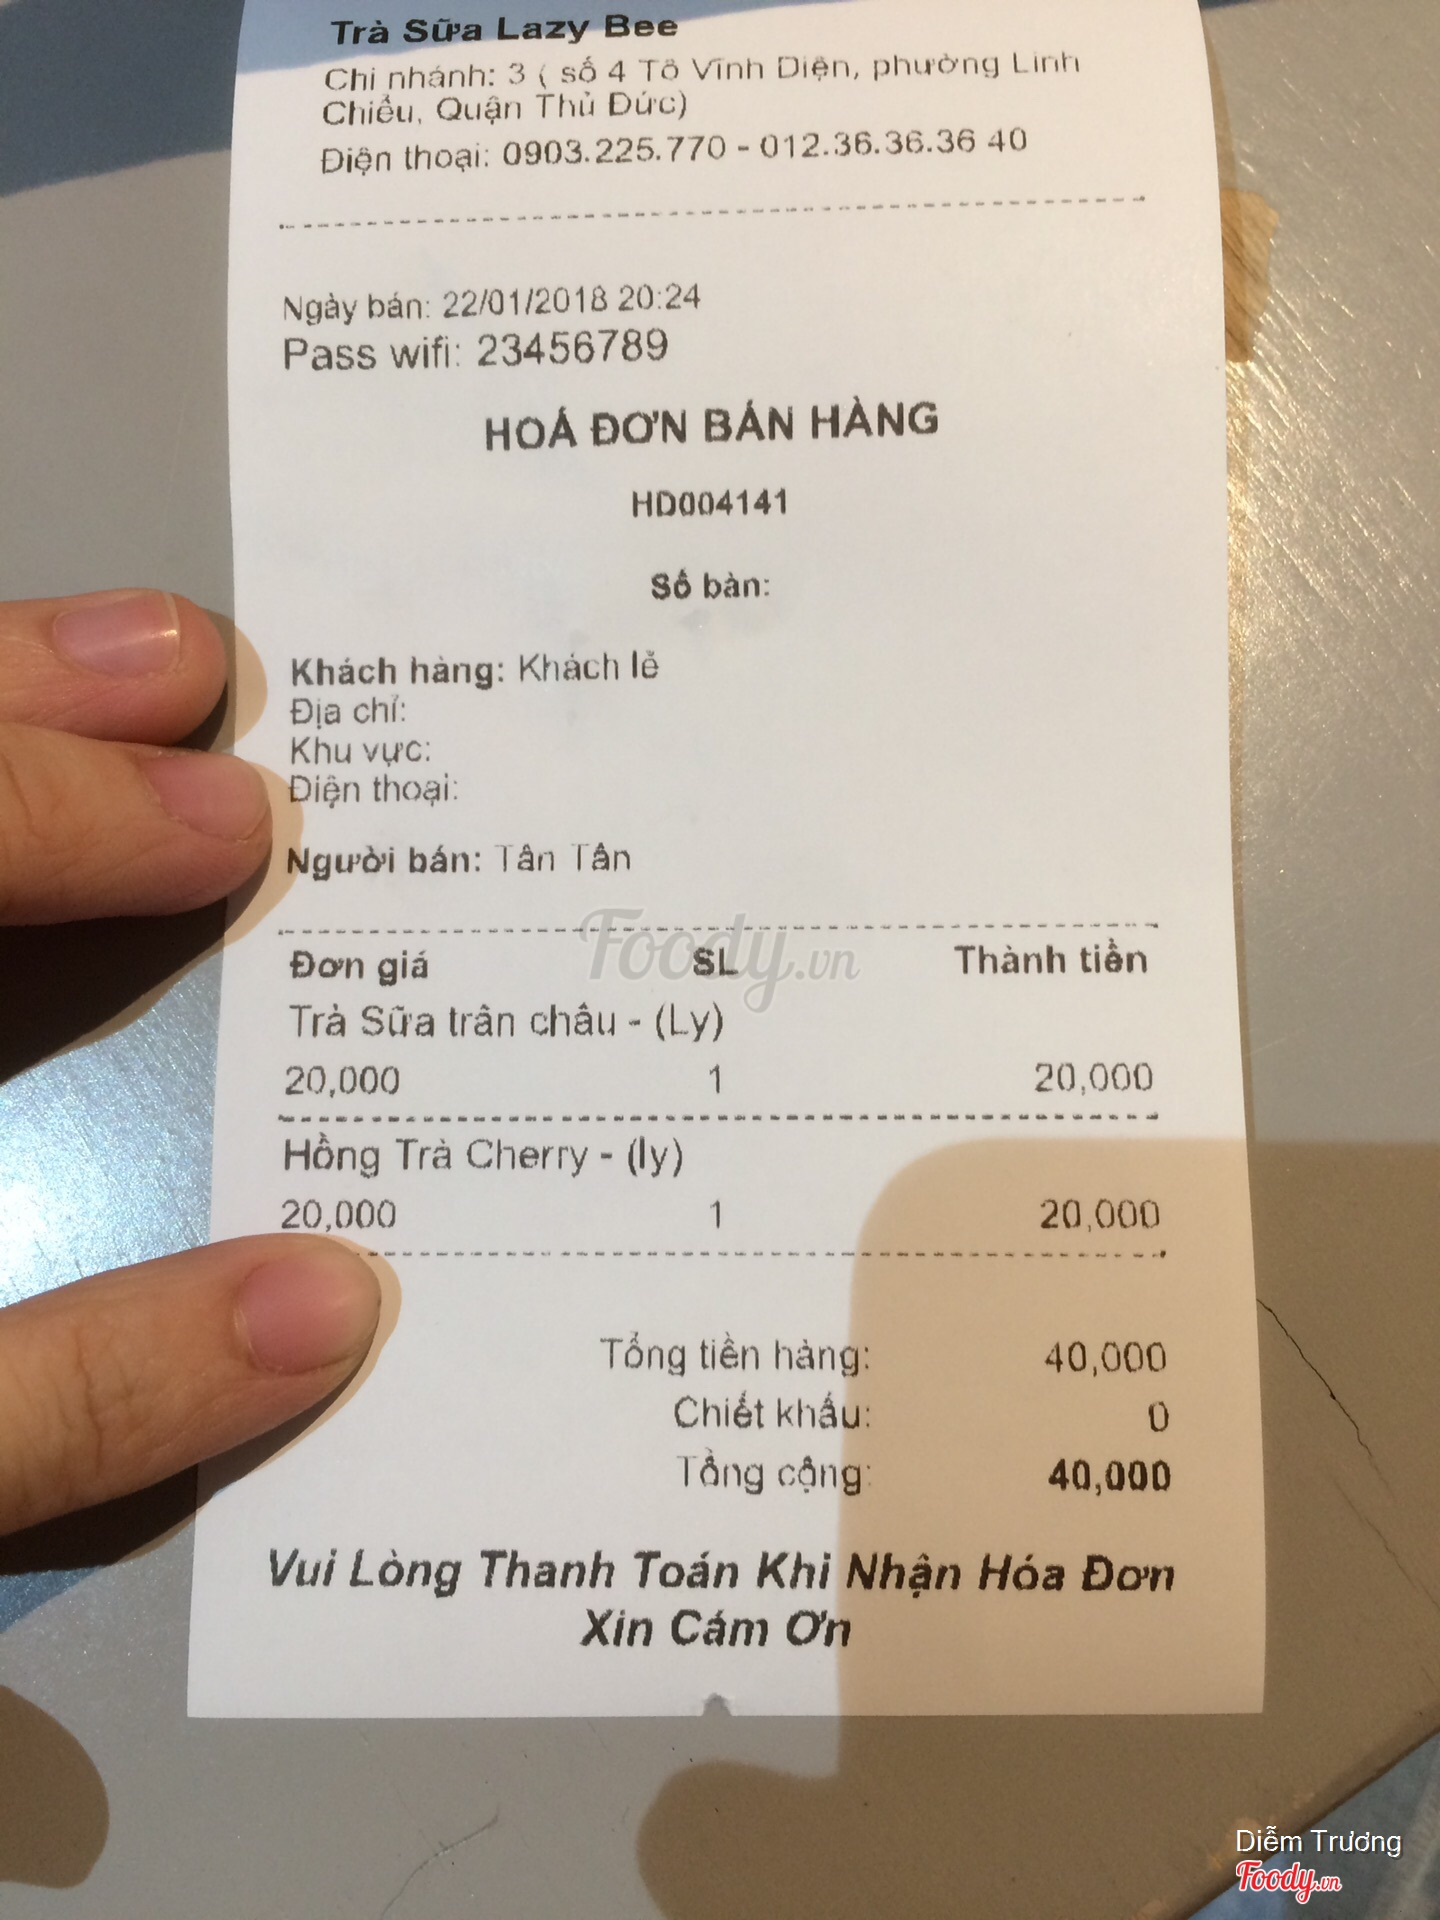 Trà Sữa Lazy Bee
Chi nhánh: 3 ( số 4 Tô Vĩnh Diện, phường Linh
Chiểu, Quận Thủ Đức)
Điện thoại: 0903.225.770 - 012.36.36.36 40
Ngày bán: 22/01/2018 20:24
Pass wifi: 23456789
HOÁ ĐƠN BÁN HÀNG
HD004141
Số bàn:
Khách hàng: Khách lẻ
Địa chỉ:
Khu vực:
Điện thoại:
Người bán: Tân Tân
Foody.vn
Đơn giá SL Thành tiền
Trà Sữa trân châu - (Ly)
20,000 1 20,000
Hồng Trà Cherry - (ly)
20,000 1 20,000
Tổng tiền hàng: 40,000
Chiết khấu: 0
Tổng cộng: 40,000
Vui Lòng Thanh Toán Khi Nhận Hóa Đơn
Xin Cám Ơn
Diễm Trương
Foody.vn